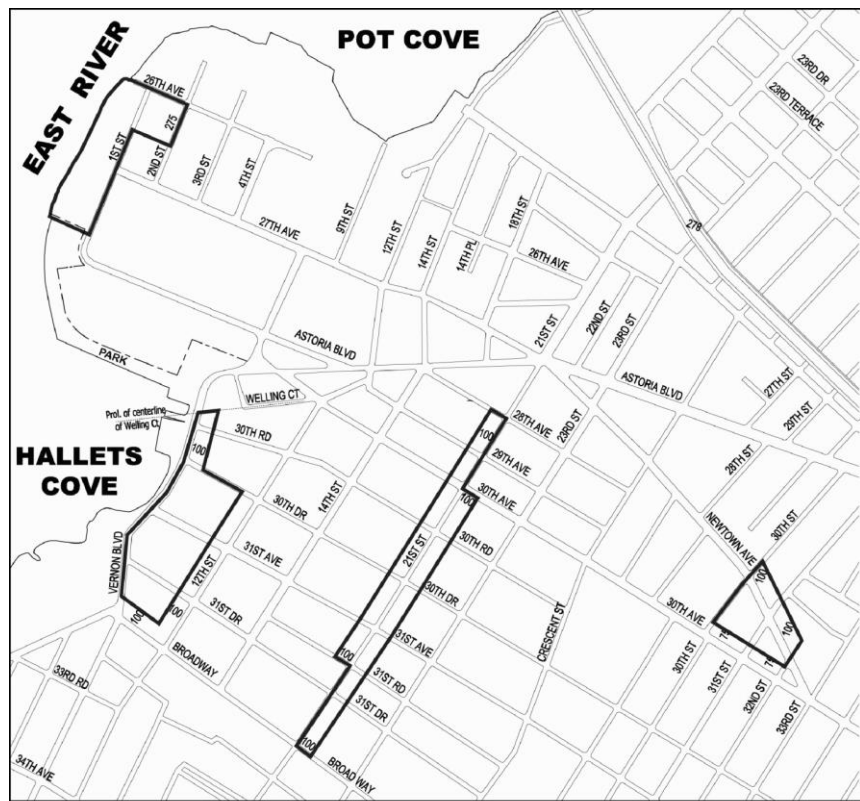 POT COVE
EAST RIVER
26TH AVE
275
1ST ST
2ND ST
3RD ST
4TH ST
27TH AVE
9TH ST
12TH ST
14TH ST
14TH PL
18TH ST
26TH AVE
23RD DR
23RD TERRACE
278
21ST ST
22ND ST
23RD ST
ASTORIA BLVD
ASTORIA BLVD
PARK
WELLING CT
Prol. of centerline
of Welling Ct.
HALLETS
COVE
30TH RD
100
14TH ST
30TH DR
31ST AVE
12TH ST
VERNON BLVD
100
100
31ST DR
BROADWAY
33RD RD
34TH AVE
100
28TH AVE
23RD ST
29TH AVE
30TH AVE
100
30TH RD
21ST ST
30TH DR
31ST AVE
100
31ST RD
31ST DR
100
BROADWAY
CRESCENT ST
27TH ST
29TH ST
28TH ST
30TH ST
NEWTOWN AVE
100
30TH AVE
100
75
75
30TH ST
31ST ST
32ND ST
33RD ST